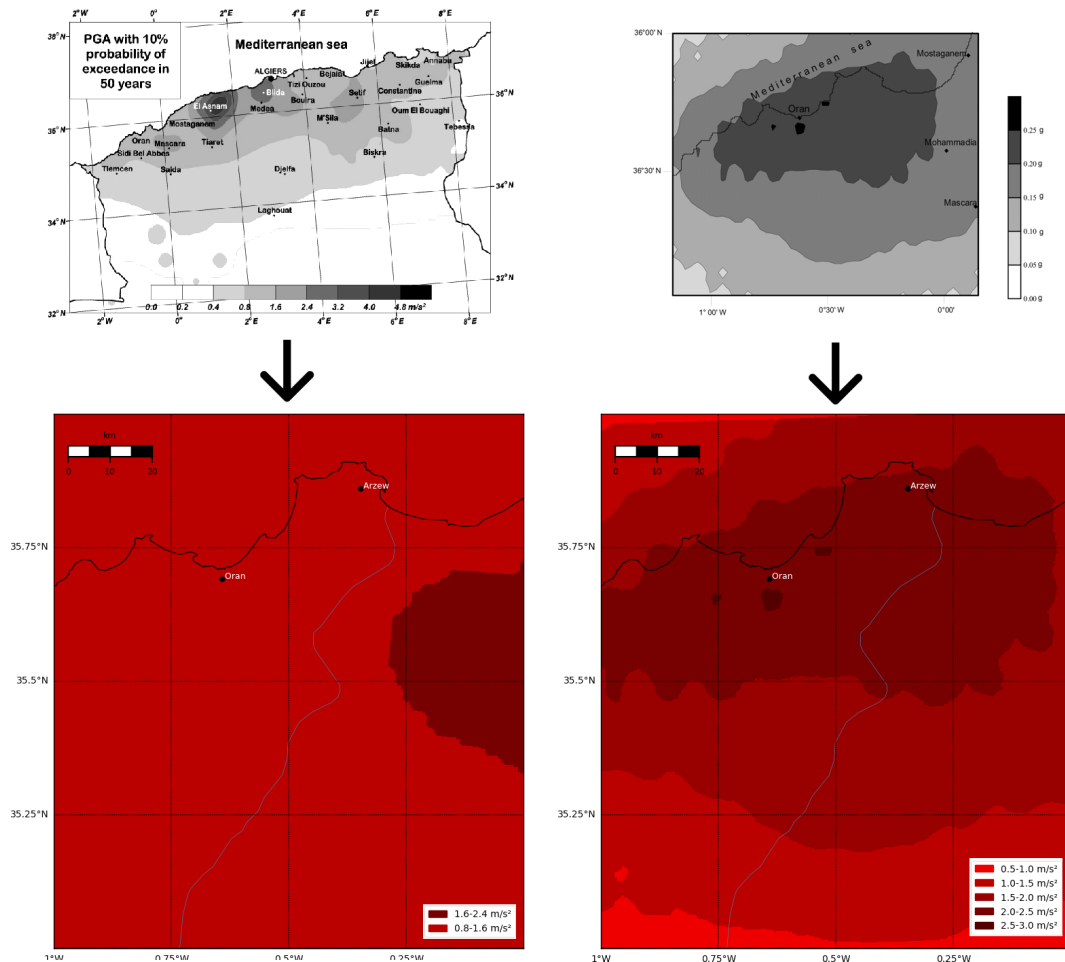 2°W 0° 2°E 4°E 6°E 8°E
38°N
PGA with 10%
probability of
exceedance in
50 years
Mediterranean sea
ALGIERS
Tizi Ouzou
Bejaia
Jijel
Skikda
Annaba
36°N
El Asnam
Blida
Bouira
Setif
Constantine
Guelma
Mostaganem
Medea
M'Sila
Oum El Bouaghi
Oran
Mascara
Tiaret
Batna
Tebessa
Sidi Bel Abbes
Tlemcen
Saida
Djelfa
Biskra
Laghouat
36°N
34°N
32°N
38°N
36°N
34°N
32°N
0.0 0.2 0.4 0.8 1.6 2.4 3.2 4.0 4.8 m/s²
2°W 0° 2°E 4°E 6°E 8°E
36°00' N
Mostaganem
Mediterranean sea
Oran
Mohammadia
36°30' N
Mascara
1° 00' W 0°30' W 0°00'
0.25 g
0.20 g
0.15 g
0.10 g
0.05 g
0.00 g
km
0 10 20
Arzew
35.75°N
Oran
35.5°N
35.25°N
1.6-2.4 m/s²
0.8-1.6 m/s²
1°W 0.75°W 0.5°W 0.25°W
km
0 10 20
Arzew
35.75°N
Oran
35.5°N
35.25°N
0.5-1.0 m/s²
1.0-1.5 m/s²
1.5-2.0 m/s²
2.0-2.5 m/s²
2.5-3.0 m/s²
1°W 0.75°W 0.5°W 0.25°W